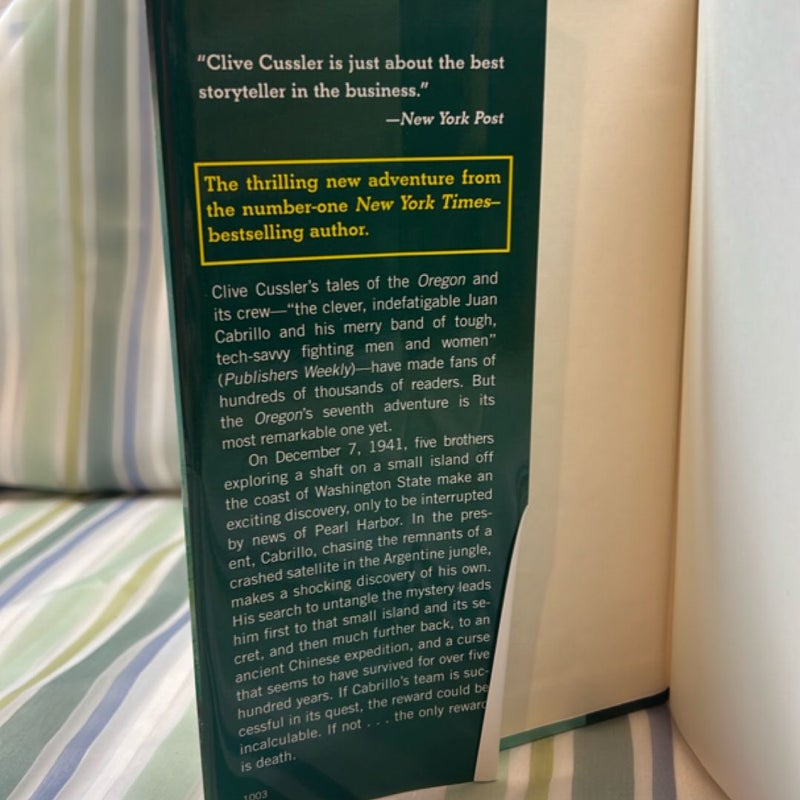 “Clive Cussler is just about the best
storyteller in the business.”
—New York Post
The thrilling new adventure from
the number-one New York Times–
bestselling author.
Clive Cussler’s tales of the Oregon and
its crew—“the clever, indefatigable Juan
Cabrillo and his merry band of tough,
tech-savvy fighting men and women”
(Publishers Weekly)—have made fans of
hundreds of thousands of readers. But
the Oregon’s seventh adventure is its
most remarkable one yet.
On December 7, 1941, five brothers
exploring a shaft on a small island off
the coast of Washington State make an
exciting discovery, only to be interrupted
by news of Pearl Harbor. In the pres-
ent, Cabrillo, chasing the remnants of a
crashed satellite in the Argentine jungle,
makes a shocking discovery of his own.
His search to untangle the mystery leads
him first to that small island and its se-
cret, and then much further back, to an
ancient Chinese expedition, and a curse
that seems to have survived for over five
hundred years. If Cabrillo’s team is suc-
cessful in its quest, the reward could be
incalculable. If not . . . the only reward
is death.
1003